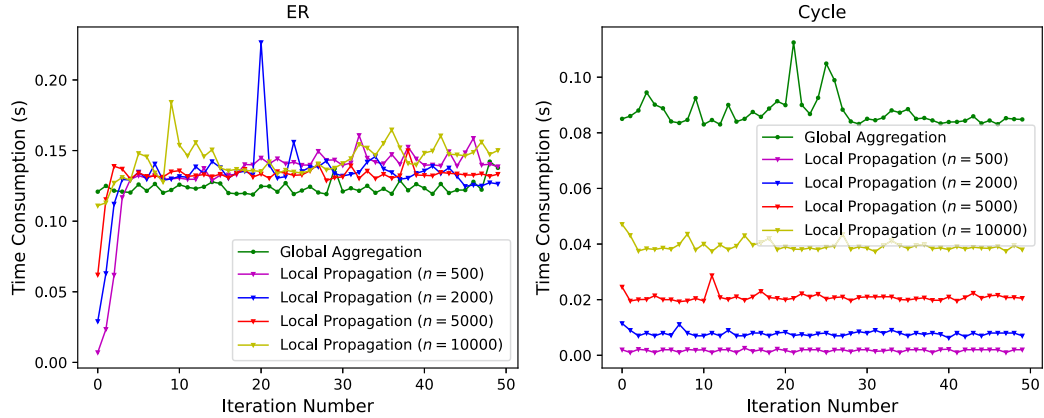 ER
Time Consumption (s)
0.20
0.15
0.10
0.05
0.00
Global Aggregation
Local Propagation (n = 500)
Local Propagation (n = 2000)
Local Propagation (n = 5000)
Local Propagation (n = 10000)
0 10 20 30 40 50
Iteration Number
Cycle
Time Consumption (s)
0.10
0.08
0.06
0.04
0.02
0.00
Global Aggregation
Local Propagation (n = 500)
Local Propagation (n = 2000)
Local Propagation (n = 5000)
Local Propagation (n = 10000)
0 10 20 30 40 50
Iteration Number